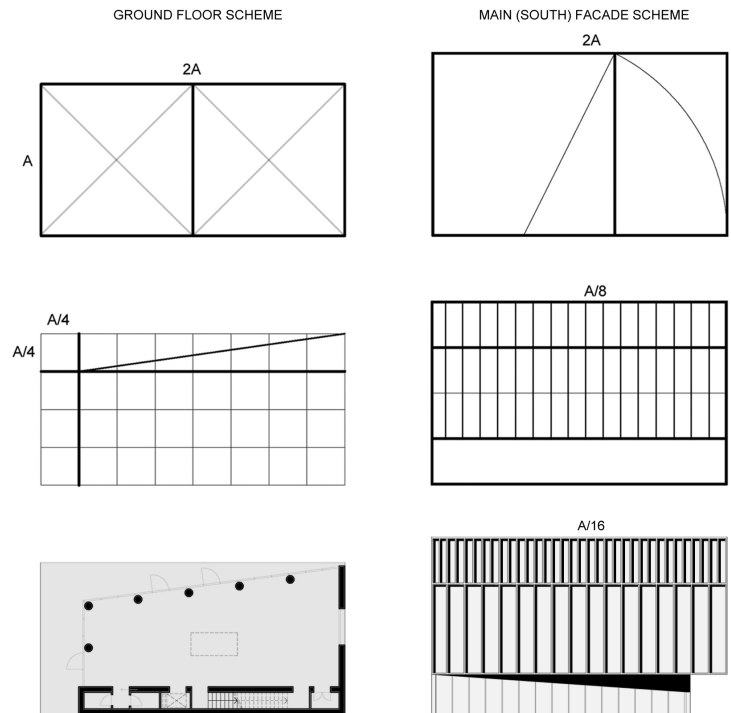 GROUND FLOOR SCHEME
MAIN (SOUTH) FACADE SCHEME
2A
2A
A
A/4
A/8
A/4
A/16